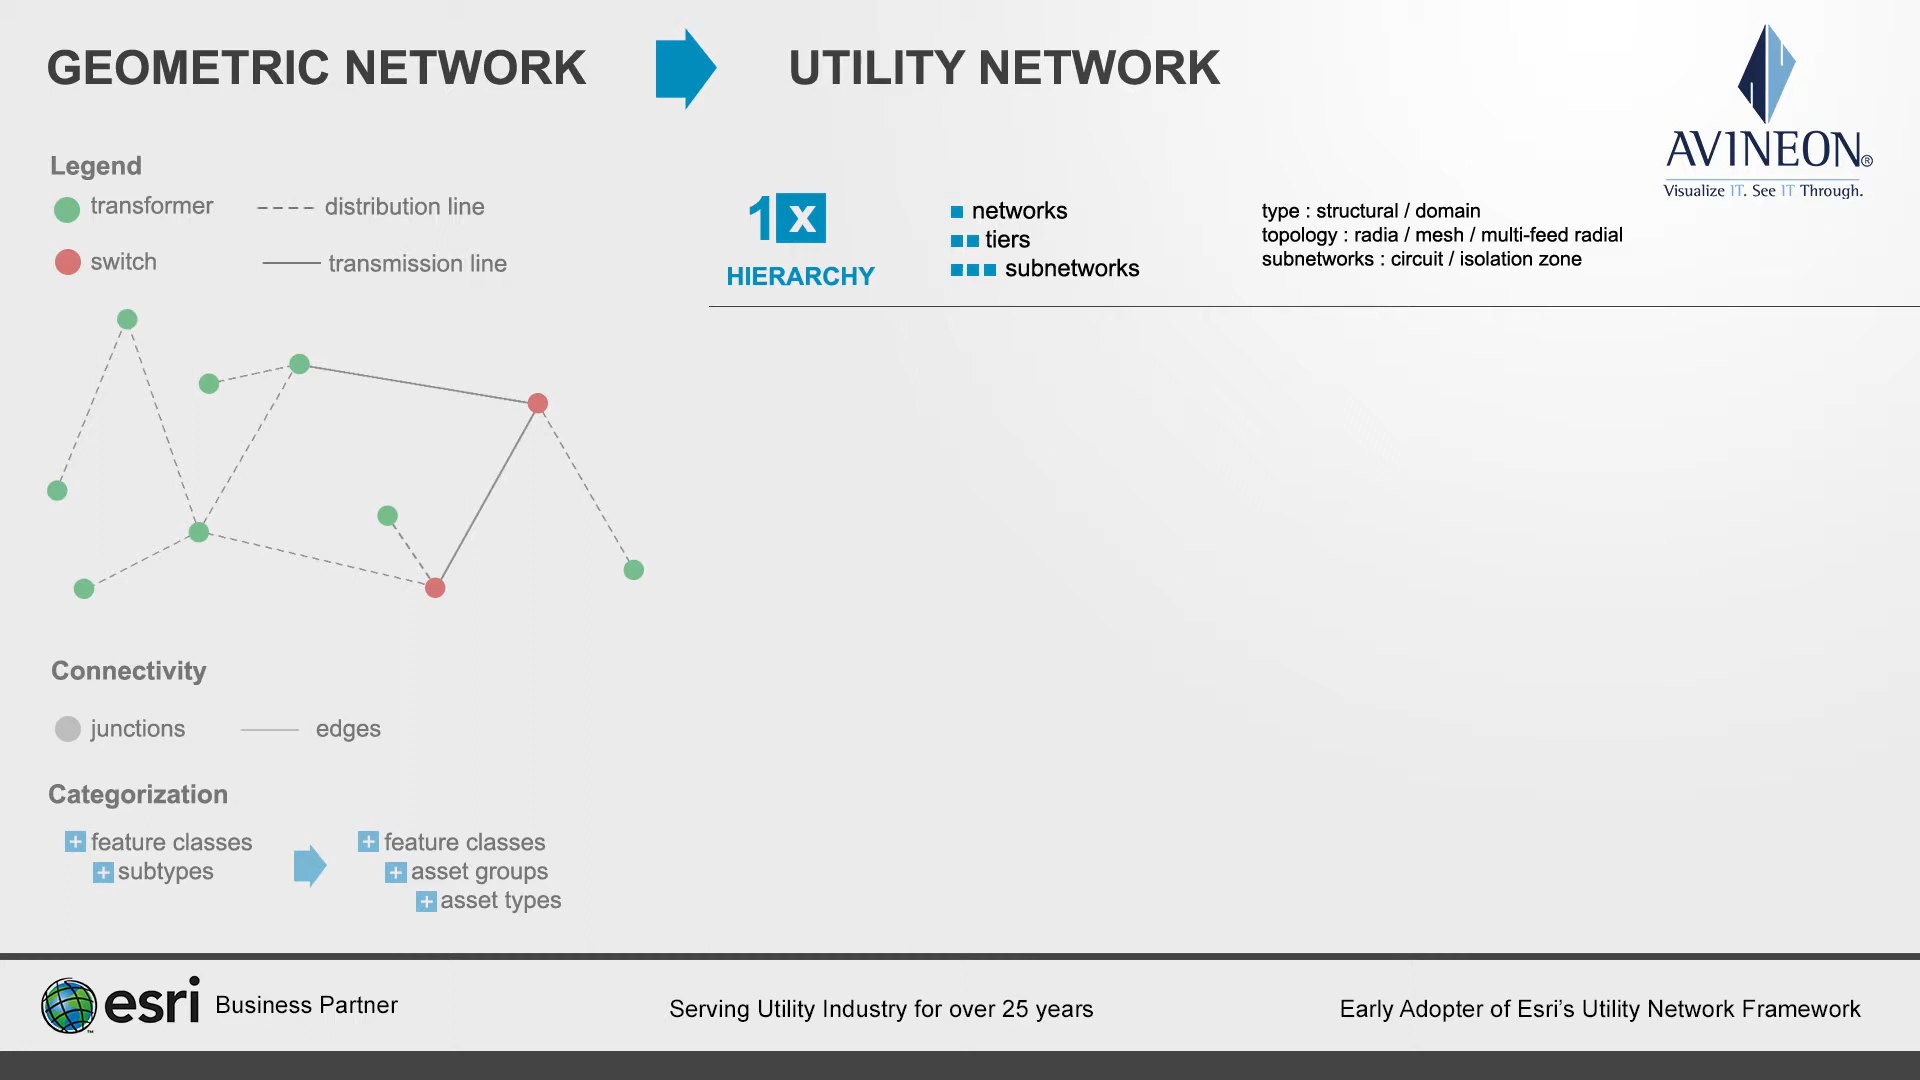 GEOMETRIC NETWORK
UTILITY NETWORK
AVINEON®
Visualize IT. See IT Through.
Legend
transformer
distribution line
switch
transmission line
1x
HIERARCHY
networks
tiers
subnetworks
type : structural / domain
topology : radia / mesh / multi-feed radial
subnetworks : circuit / isolation zone
Connectivity
junctions
edges
Categorization
+ feature classes
+ subtypes
+ feature classes
+ asset groups
+ asset types
esri Business Partner
Serving Utility Industry for over 25 years
Early Adopter of Esri’s Utility Network Framework